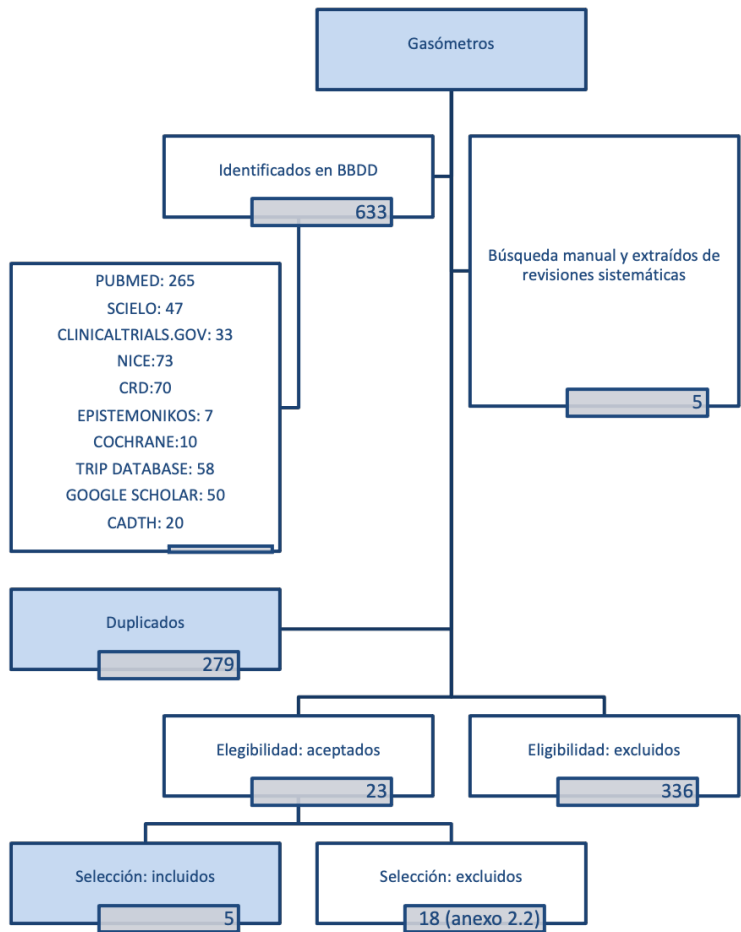 Gasómetros
Identificados en BBDD
633
Búsqueda manual y extraídos de
revisiones sistemáticas
5
PUBMED: 265
SCIELO: 47
CLINICALTRIALS.GOV: 33
NICE:73
CRD:70
EPISTEMONIKOS: 7
COCHRANE:10
TRIP DATABASE: 58
GOOGLE SCHOLAR: 50
CADTH: 20
Duplicados
279
Elegibilidad: aceptados
23
Eligibilidad: excluidos
336
Selección: incluidos
5
Selección: excluidos
18 (anexo 2.2)